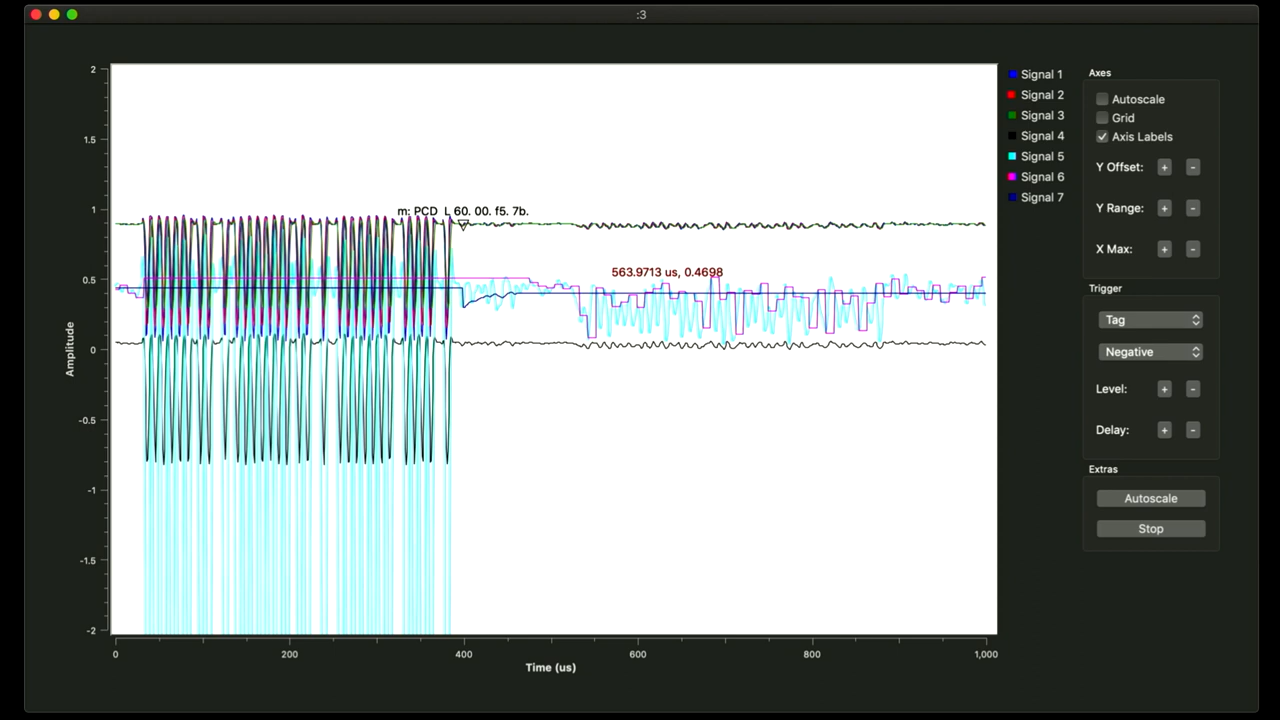 :3
2
1.5
1
0.5
0
-0.5
-1
-1.5
-2
Amplitude
0
200
400
600
800
1,000
Time (us)
m: PCD L 60. 00. f5. 7b.
563.9713 us, 0.4698
Signal 1
Signal 2
Signal 3
Signal 4
Signal 5
Signal 6
Signal 7
Axes
Autoscale
Grid
Axis Labels
Y Offset: + -
Y Range: + -
X Max: + -
Trigger
Tag
Negative
Level: + -
Delay: + -
Extras
Autoscale
Stop